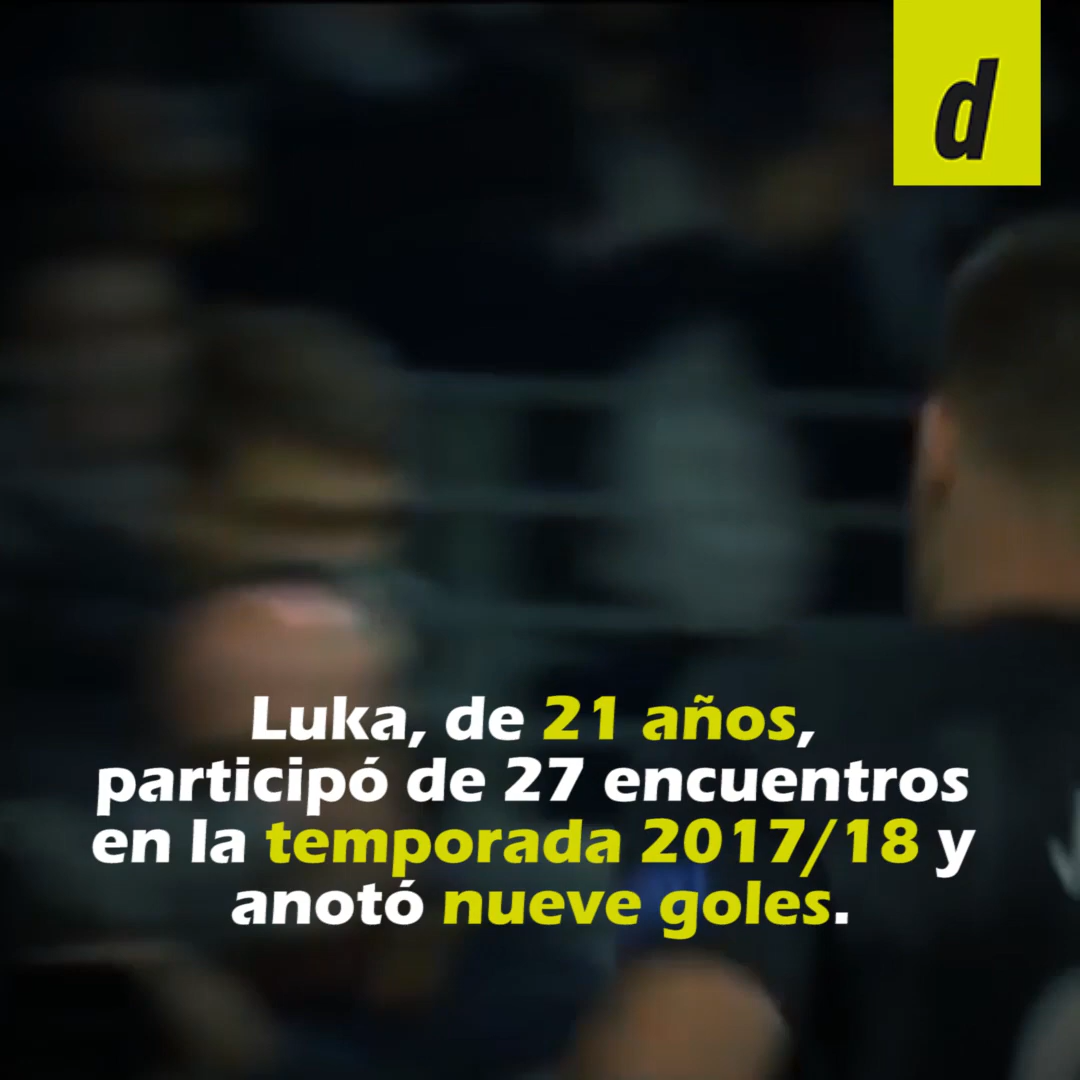 d
Luka, de 21 años,
participó de 27 encuentros
en la temporada 2017/18 y
anotó nueve goles.